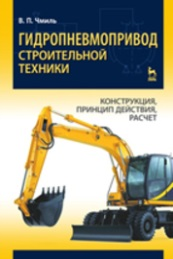 В. П. Чмиль
ГИДРОПНЕВМОПРИВОД
СТРОИТЕЛЬНОЙ
ТЕХНИКИ
КОНСТРУКЦИЯ,
ПРИНЦИП ДЕЙСТВИЯ,
РАСЧЕТ